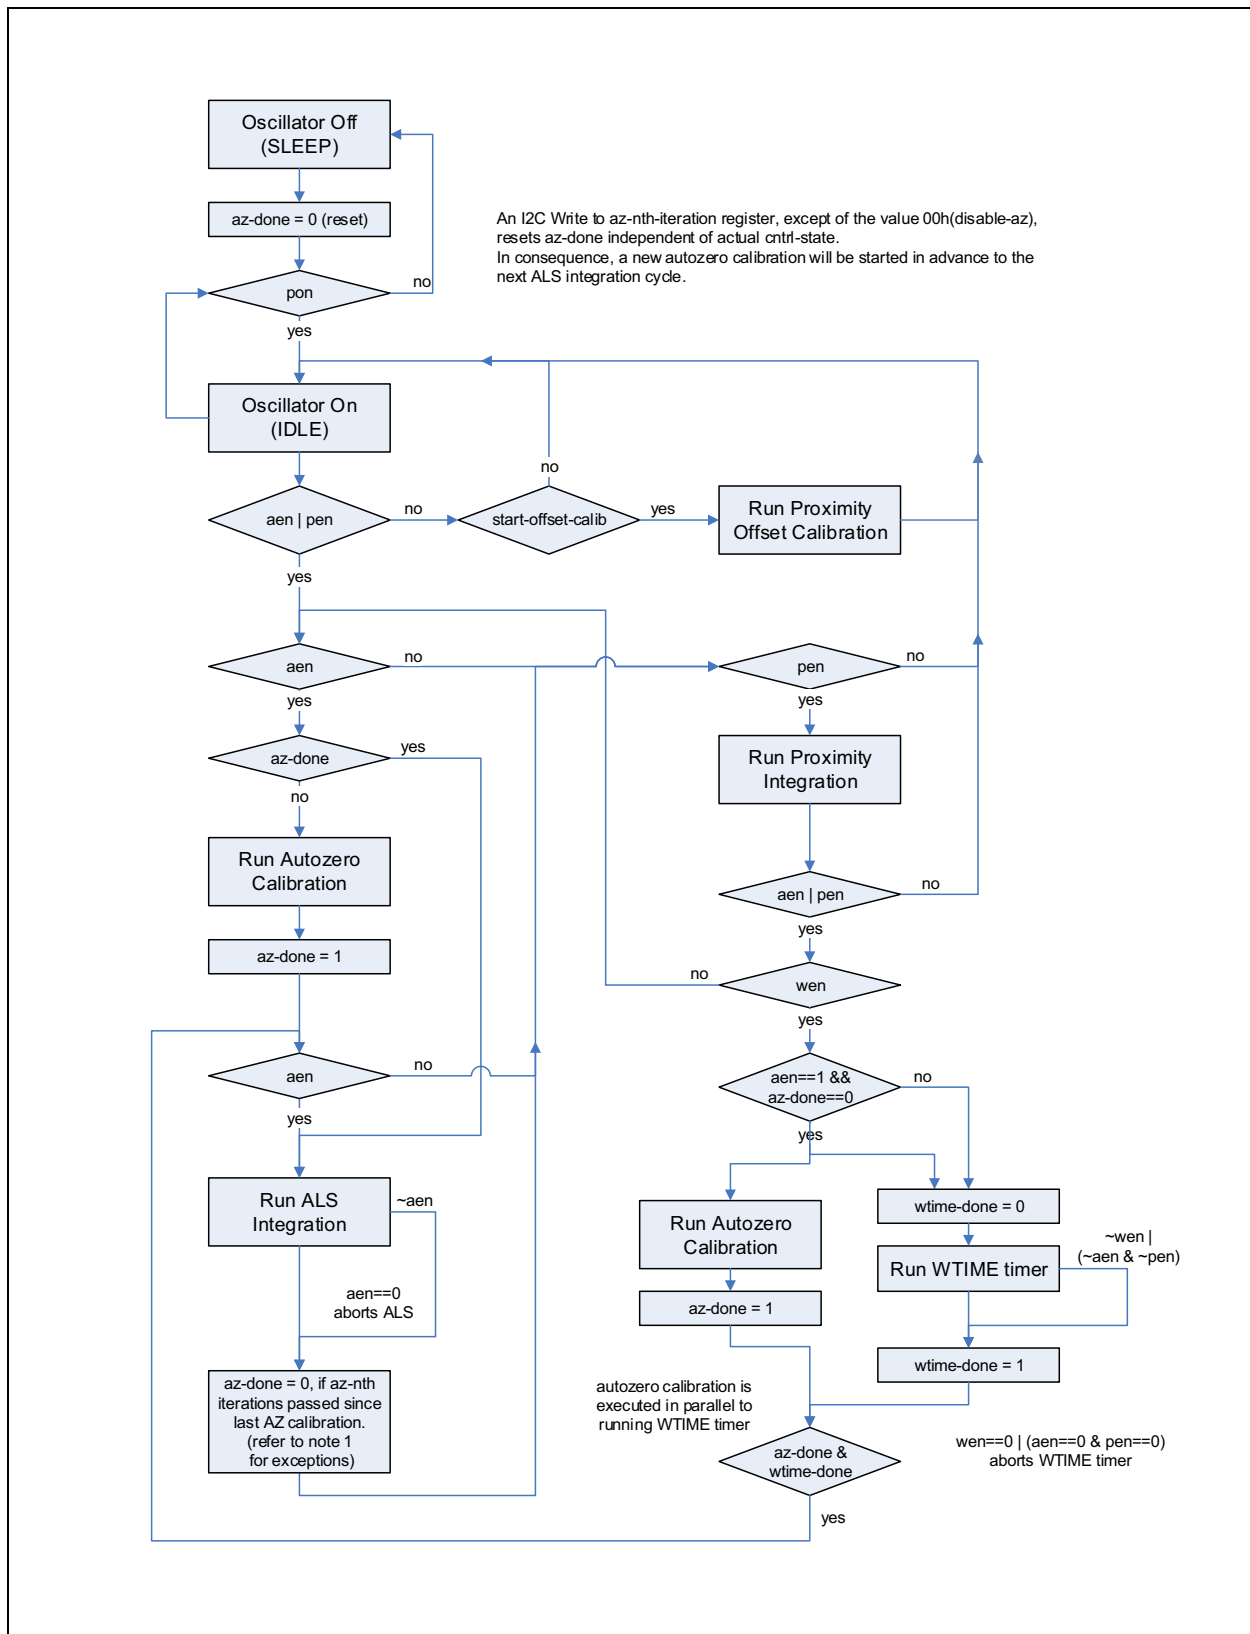 Oscillator Off
(SLEEP)
az-done = 0 (reset)
An I2C Write to az-nth-iteration register, except of the value 00h(disable-az),
resets az-done independent of actual cntrl-state.
In consequence, a new autozero calibration will be started in advance to the
next ALS integration cycle.
pon
no
yes
Oscillator On
(IDLE)
no
aen | pen
no
start-offset-calib
yes
Run Proximity
Offset Calibration
yes
aen
no
pen
no
yes
yes
az-done
yes
Run Proximity
Integration
no
Run Autozero
Calibration
aen | pen
no
yes
az-done = 1
no
wen
yes
aen
no
aen==1 &&
az-done==0
no
yes
yes
Run ALS
Integration
~aen
wtime-done = 0
Run Autozero
Calibration
~wen |
(~aen & ~pen)
Run WTIME timer
aen==0
aborts ALS
az-done = 1
wtime-done = 1
az-done = 0, if az-nth
iterations passed since
last AZ calibration.
(refer to note 1
for exceptions)
autozero calibration is
executed in parallel to
running WTIME timer
az-done &
wtime-done
wen==0 | (aen==0 & pen==0)
aborts WTIME timer
yes